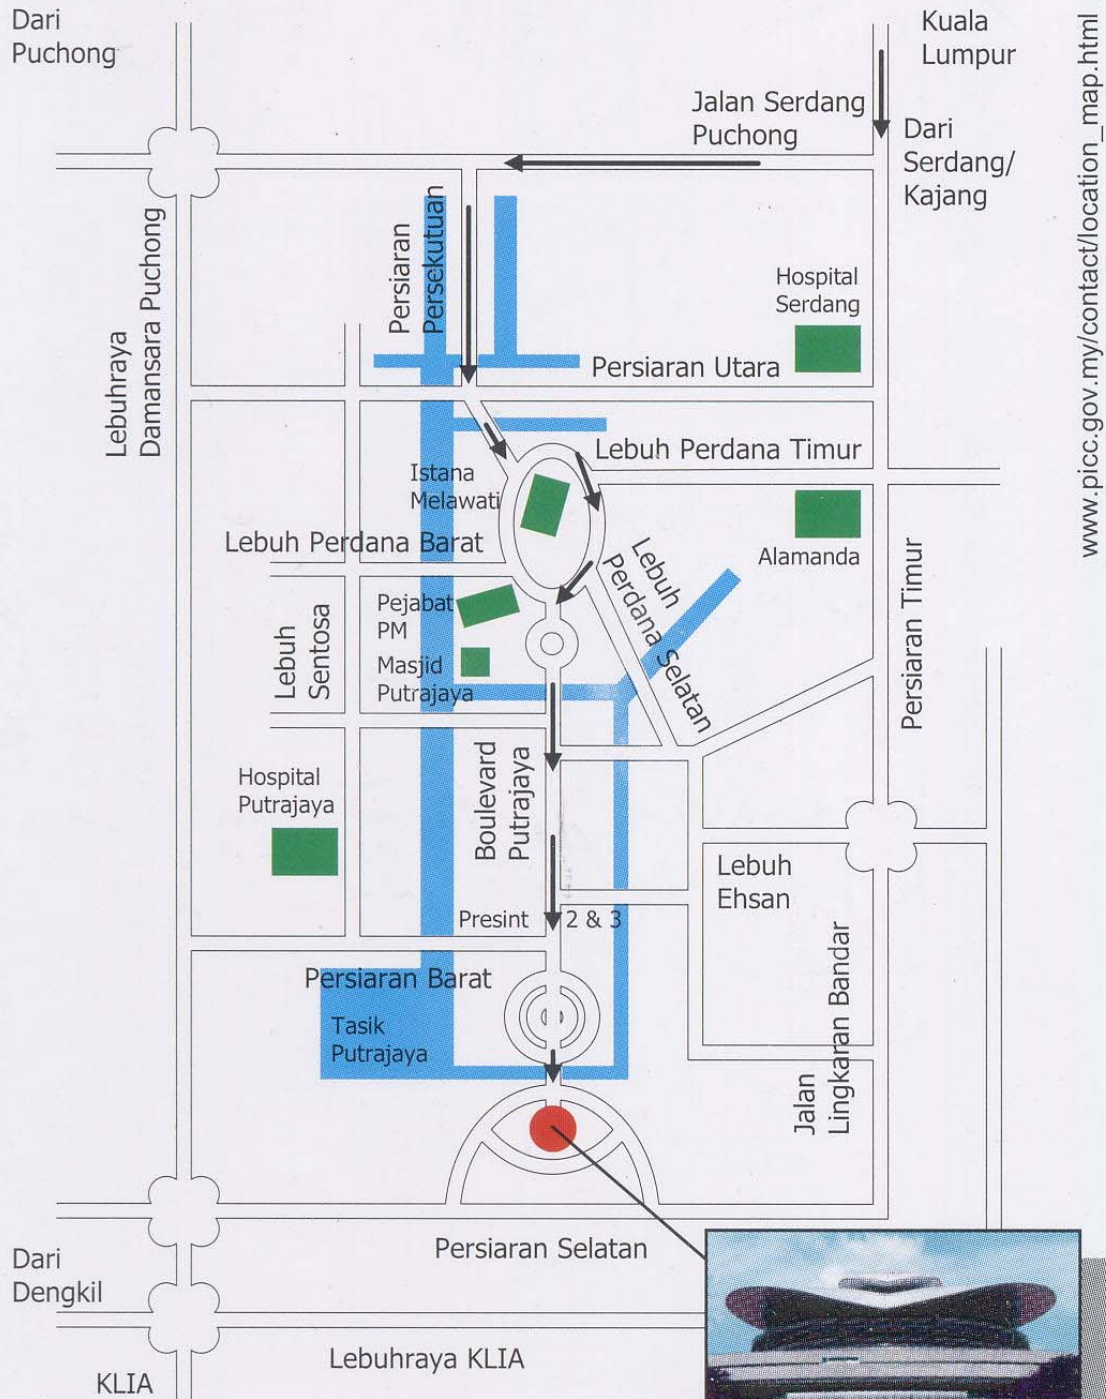 Dari
Puchong
Kuala
Lumpur
www.picc.gov.my/contact/location_map.html
Jalan Serdang
Puchong
Dari
Serdang/
Kajang
Persiaran
Persekutuan
Lebuhraya
Damansara Puchong
Hospital
Serdang
Persiaran Utara
Lebuh Perdana Timur
Istana
Melawati
Lebuh Perdana Barat
Alamanda
Lebuh
Perdana Selatan
Persiaran Timur
Pejabat
PM
Lebuh
Sentosa
Masjid
Putrajaya
Hospital
Putrajaya
Boulevard
Putrajaya
Lebuh
Ehsan
Presint 2 & 3
Persiaran Barat
Tasik
Putrajaya
Jalan
Lingkaran Bandar
Persiaran Selatan
Dari
Dengkil
Lebuhraya KLIA
KLIA